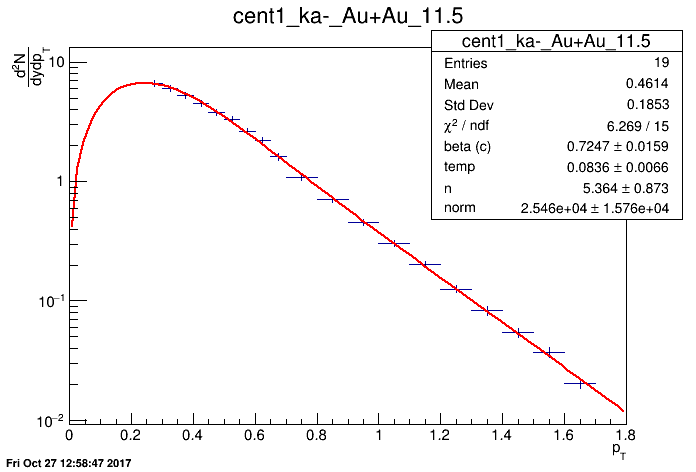 cent1_ka-_Au+Au_11.5
d²N
dydp_T
cent1_ka-_Au+Au_11.5
Entries 19
Mean 0.4614
Std Dev 0.1853
χ² / ndf 6.269 / 15
beta (c) 0.7247 ± 0.0159
temp 0.0836 ± 0.0066
n 5.364 ± 0.873
norm 2.546e+04 ± 1.576e+04
10
1
10⁻¹
10⁻²
0 0.2 0.4 0.6 0.8 1 1.2 1.4 1.6 1.8
p_T
Fri Oct 27 12:58:47 2017